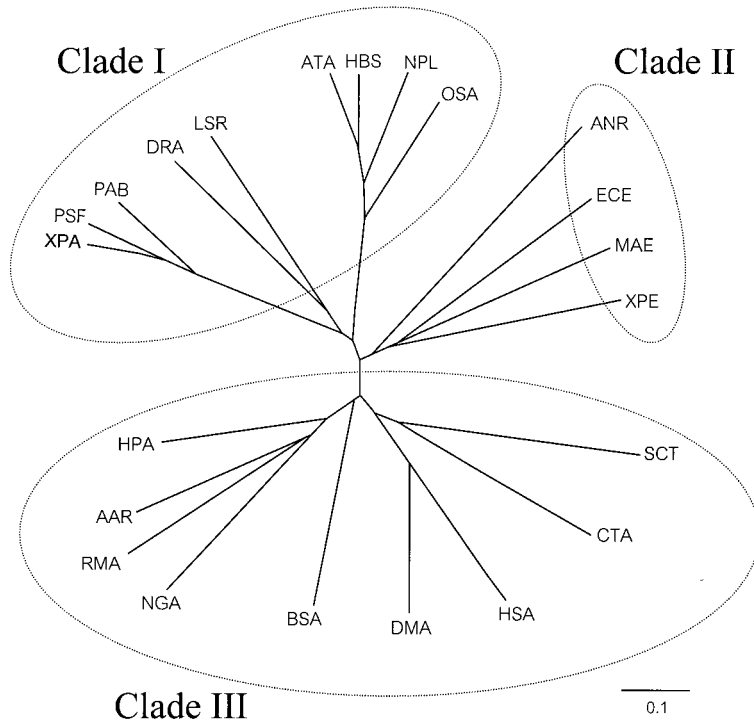 Clade I
ATA HBS NPL
Clade II
OSA
LSR
ANR
DRA
PAB
ECE
PSF
XPA
MAE
XPE
HPA
SCT
AAR
CTA
RMA
NGA
HSA
BSA
DMA
Clade III
0.1